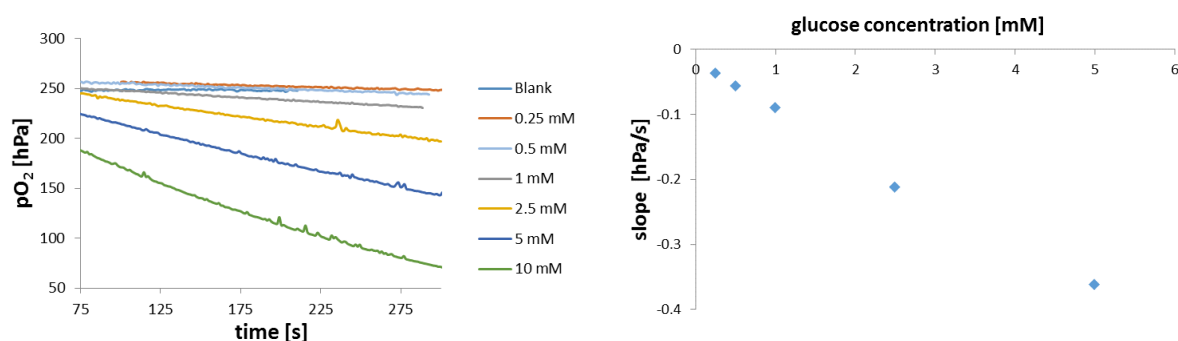 300
250
200
150
100
50
pO₂ [hPa]
75
125
175
225
275
time [s]
Blank
0.25 mM
0.5 mM
1 mM
2.5 mM
5 mM
10 mM
glucose concentration [mM]
0
1
2
3
4
5
6
0
-0.1
-0.2
-0.3
-0.4
slope [hPa/s]